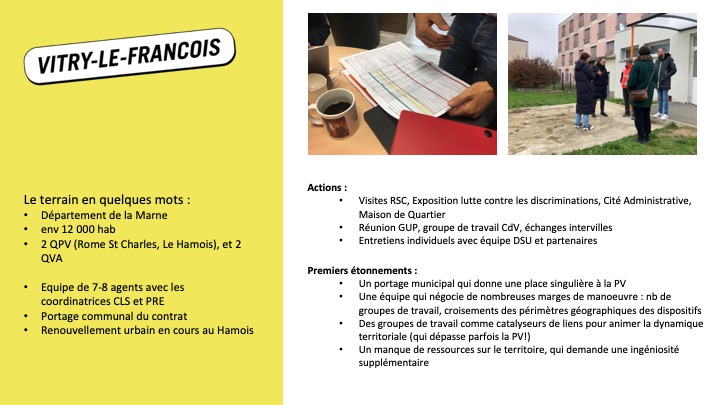 VITRY-LE-FRANCOIS
Le terrain en quelques mots :
• Département de la Marne
• env 12 000 hab
• 2 QPV (Rome St Charles, Le Hamois), et 2
QVA
• Equipe de 7-8 agents avec les
coordinatrices CLS et PRE
• Portage communal du contrat
• Renouvellement urbain en cours au Hamois
Actions :
• Visites RSC, Exposition lutte contre les discriminations, Cité Administrative,
Maison de Quartier
• Réunion GUP, groupe de travail CdV, échanges intervilles
• Entretiens individuels avec équipe DSU et partenaires
Premiers étonnements :
• Un portage municipal qui donne une place singulière à la PV
• Une équipe qui négocie de nombreuses marges de manoeuvre : nb de
groupes de travail, croisements des périmètres géographiques des dispositifs
• Des groupes de travail comme catalyseurs de liens pour animer la dynamique
territoriale (qui dépasse parfois la PV!)
• Un manque de ressources sur le territoire, qui demande une ingéniosité
supplémentaire